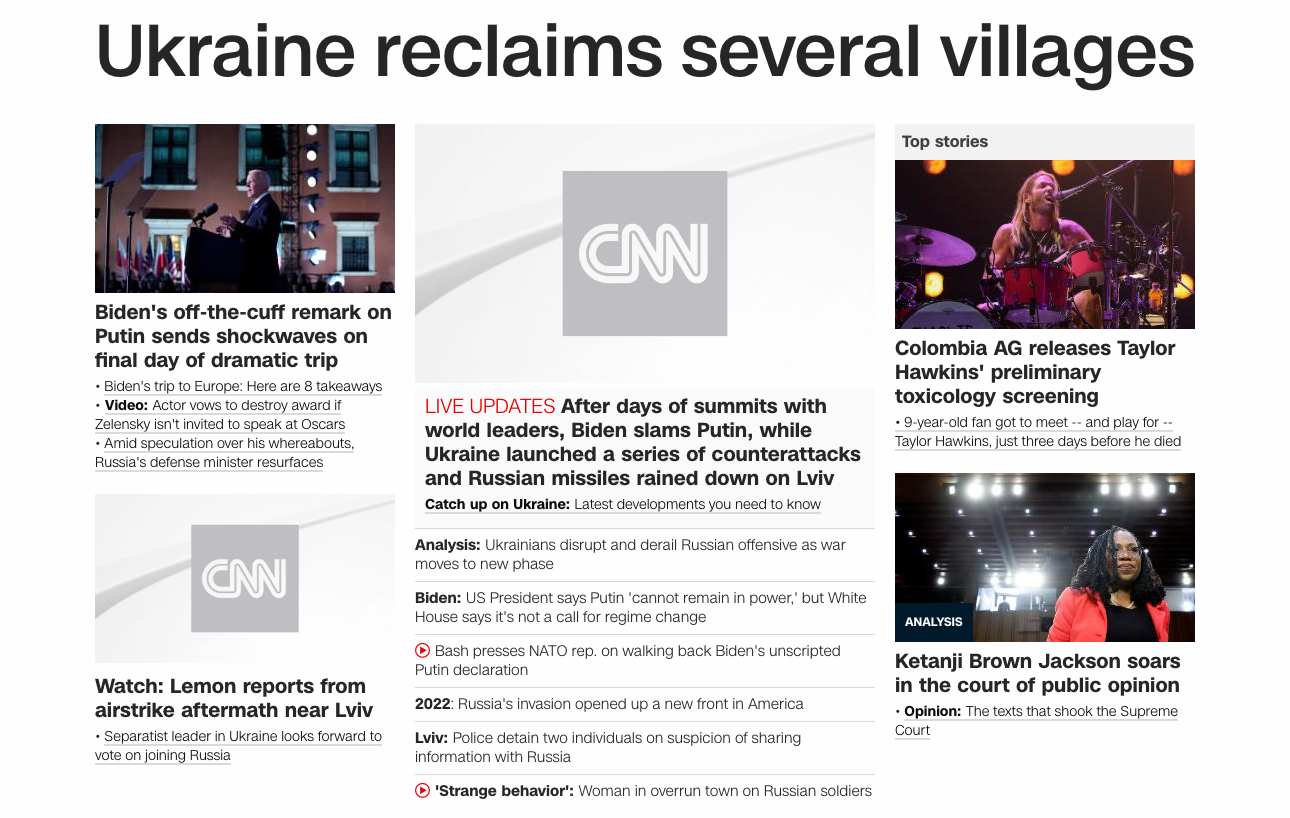 Ukraine reclaims several villages
Biden's off-the-cuff remark on
Putin sends shockwaves on
final day of dramatic trip
• Biden's trip to Europe: Here are 8 takeaways
• Video: Actor vows to destroy award if
Zelensky isn't invited to speak at Oscars
• Amid speculation over his whereabouts,
Russia's defense minister resurfaces
CNN
Watch: Lemon reports from
airstrike aftermath near Lviv
• Separatist leader in Ukraine looks forward to
vote on joining Russia
CNN
LIVE UPDATES After days of summits with
world leaders, Biden slams Putin, while
Ukraine launched a series of counterattacks
and Russian missiles rained down on Lviv
Catch up on Ukraine: Latest developments you need to know
Analysis: Ukrainians disrupt and derail Russian offensive as war
moves to new phase
Biden: US President says Putin 'cannot remain in power,' but White
House says it's not a call for regime change
Bash presses NATO rep. on walking back Biden's unscripted
Putin declaration
2022: Russia's invasion opened up a new front in America
Lviv: Police detain two individuals on suspicion of sharing
information with Russia
'Strange behavior': Woman in overrun town on Russian soldiers
Top stories
Colombia AG releases Taylor
Hawkins' preliminary
toxicology screening
• 9-year-old fan got to meet -- and play for --
Taylor Hawkins, just three days before he died
ANALYSIS
Ketanji Brown Jackson soars
in the court of public opinion
• Opinion: The texts that shook the Supreme
Court